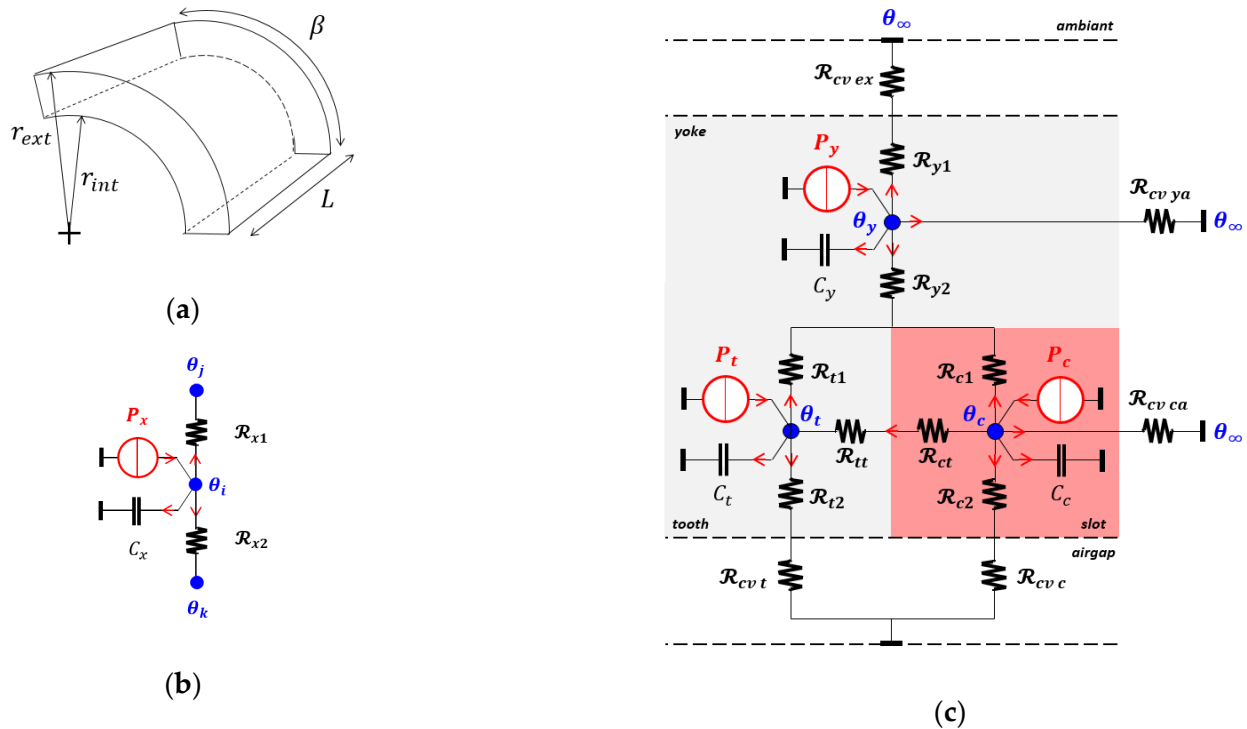 β
r_ext
r_int
L
(a)
θ_j
P_x
ℛ_x1
θ_i
C_x
ℛ_x2
θ_k
(b)
θ_∞
ambiant
ℛ_cv ex
yoke
P_y
ℛ_y1
ℛ_cv ya
θ_y
θ_∞
C_y
ℛ_y2
P_t
ℛ_t1
ℛ_c1
P_c
ℛ_cv ca
θ_t
θ_c
θ_∞
ℛ_tt
ℛ_ct
C_t
ℛ_t2
ℛ_c2
C_c
tooth
slot
airgap
ℛ_cv t
ℛ_cv c
(c)